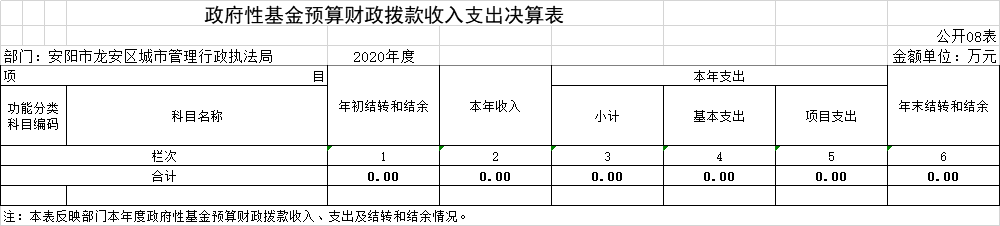 政府性基金预算财政拨款收入支出决算表
公开08表
部门：安阳市龙安区城市管理行政执法局 2020年度 金额单位：万元
项 目 年初结转和结余 本年收入 本年支出 年末结转和结余
功能分类科目编码 科目名称 小计 基本支出 项目支出
栏次 1 2 3 4 5 6
合计 0.00 0.00 0.00 0.00 0.00 0.00
注：本表反映部门本年度政府性基金预算财政拨款收入、支出及结转和结余情况。